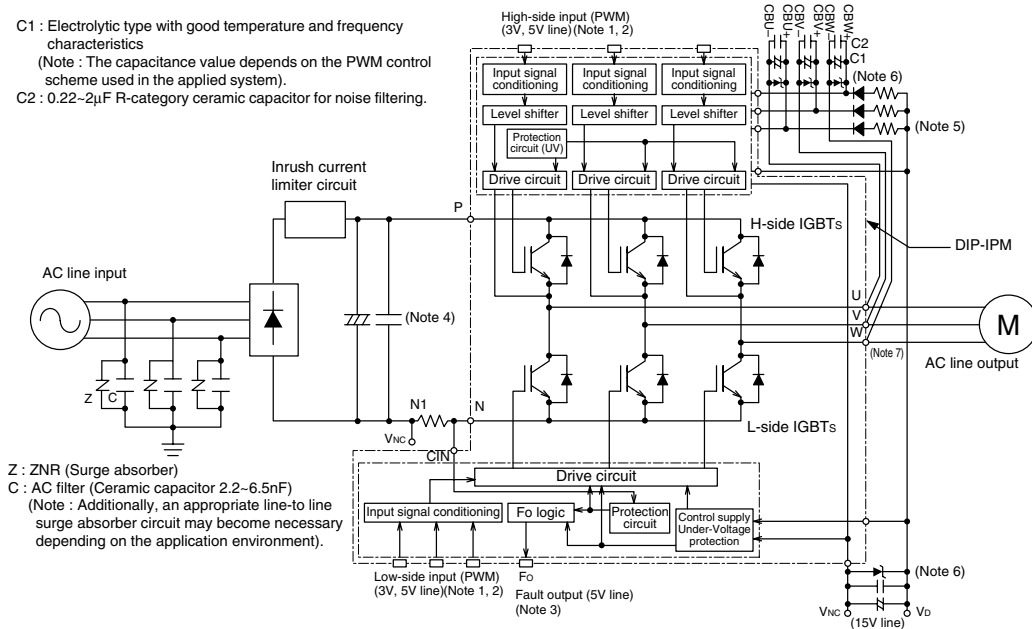 C1 : Electrolytic type with good temperature and frequency
characteristics
(Note : The capacitance value depends on the PWM control
scheme used in the applied system).
C2 : 0.22~2μF R-category ceramic capacitor for noise filtering.
High-side input (PWM)
(3V, 5V line) (Note 1, 2)
CBU–
CBU+
CBV–
CBV+
CBW–
CBW+
C2
C1
(Note 6)
(Note 5)
Input signal
conditioning
Input signal
conditioning
Input signal
conditioning
Level shifter
Level shifter
Level shifter
Protection
circuit (UV)
Drive circuit
Drive circuit
Drive circuit
Inrush current
limiter circuit
P
H-side IGBTS
DIP-IPM
AC line input
(Note 4)
U
V
W
M
(Note 7)
AC line output
Z
C
N1
N
VNC
CIN
L-side IGBTS
Z : ZNR (Surge absorber)
C : AC filter (Ceramic capacitor 2.2~6.5nF)
(Note : Additionally, an appropriate line-to line
surge absorber circuit may become necessary
depending on the application environment).
Drive circuit
Input signal conditioning
Fo logic
Protection
circuit
Control supply
Under-Voltage
protection
Low-side input (PWM)
(3V, 5V line) (Note 1, 2)
FO
Fault output (5V line)
(Note 3)
(Note 6)
VNC
(15V line)
VD